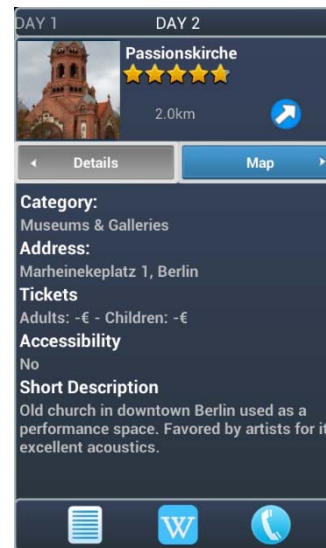 DAY 1 DAY 2
Passionskirche
2.0km
Details Map
Category:
Museums & Galleries
Address:
Marheinekeplatz 1, Berlin
Tickets
Adults: -€ - Children: -€
Accessibility
No
Short Description
Old church in downtown Berlin used as a
performance space. Favored by artists for it
excellent acoustics.
W